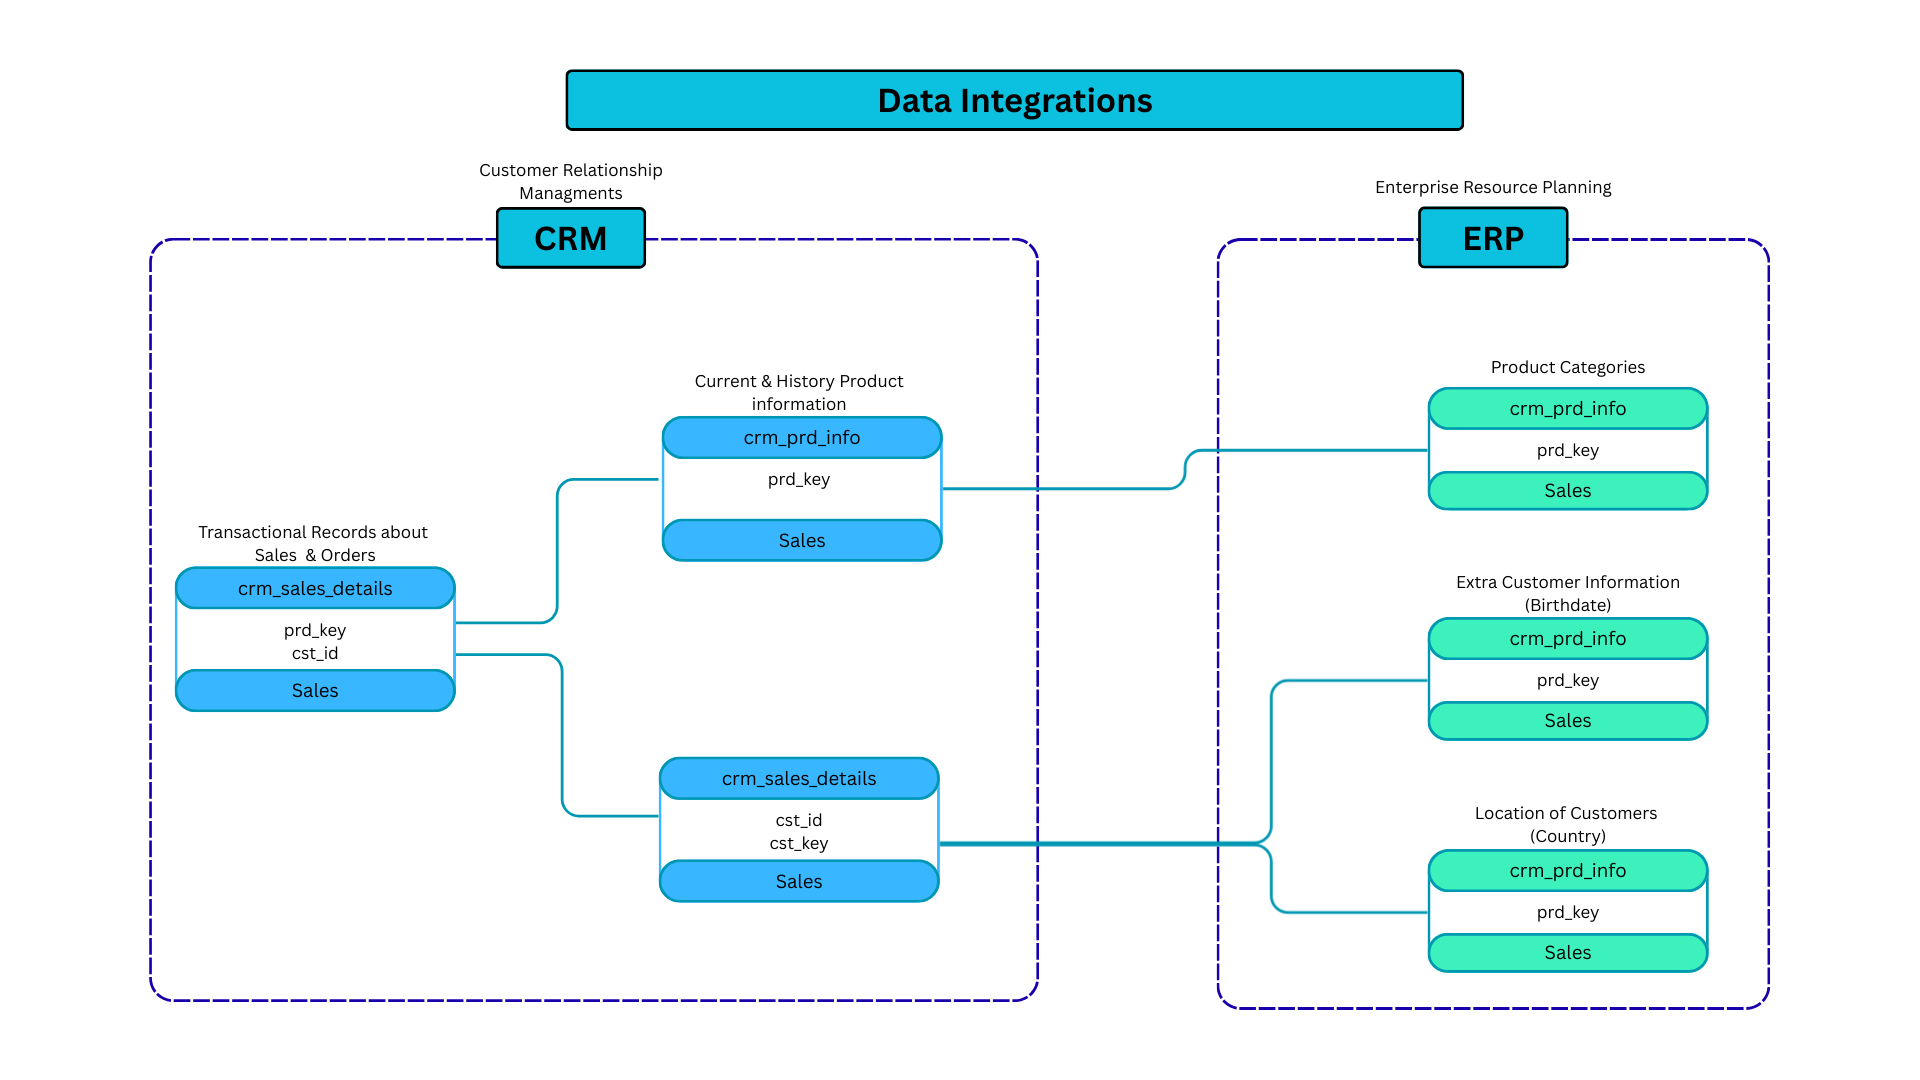 Data Integrations
Customer Relationship
Managments
CRM
Enterprise Resource Planning
ERP
Transactional Records about
Sales & Orders
crm_sales_details
prd_key
cst_id
Sales
Current & History Product
information
crm_prd_info
prd_key
Sales
crm_sales_details
cst_id
cst_key
Sales
Product Categories
crm_prd_info
prd_key
Sales
Extra Customer Information
(Birthdate)
crm_prd_info
prd_key
Sales
Location of Customers
(Country)
crm_prd_info
prd_key
Sales